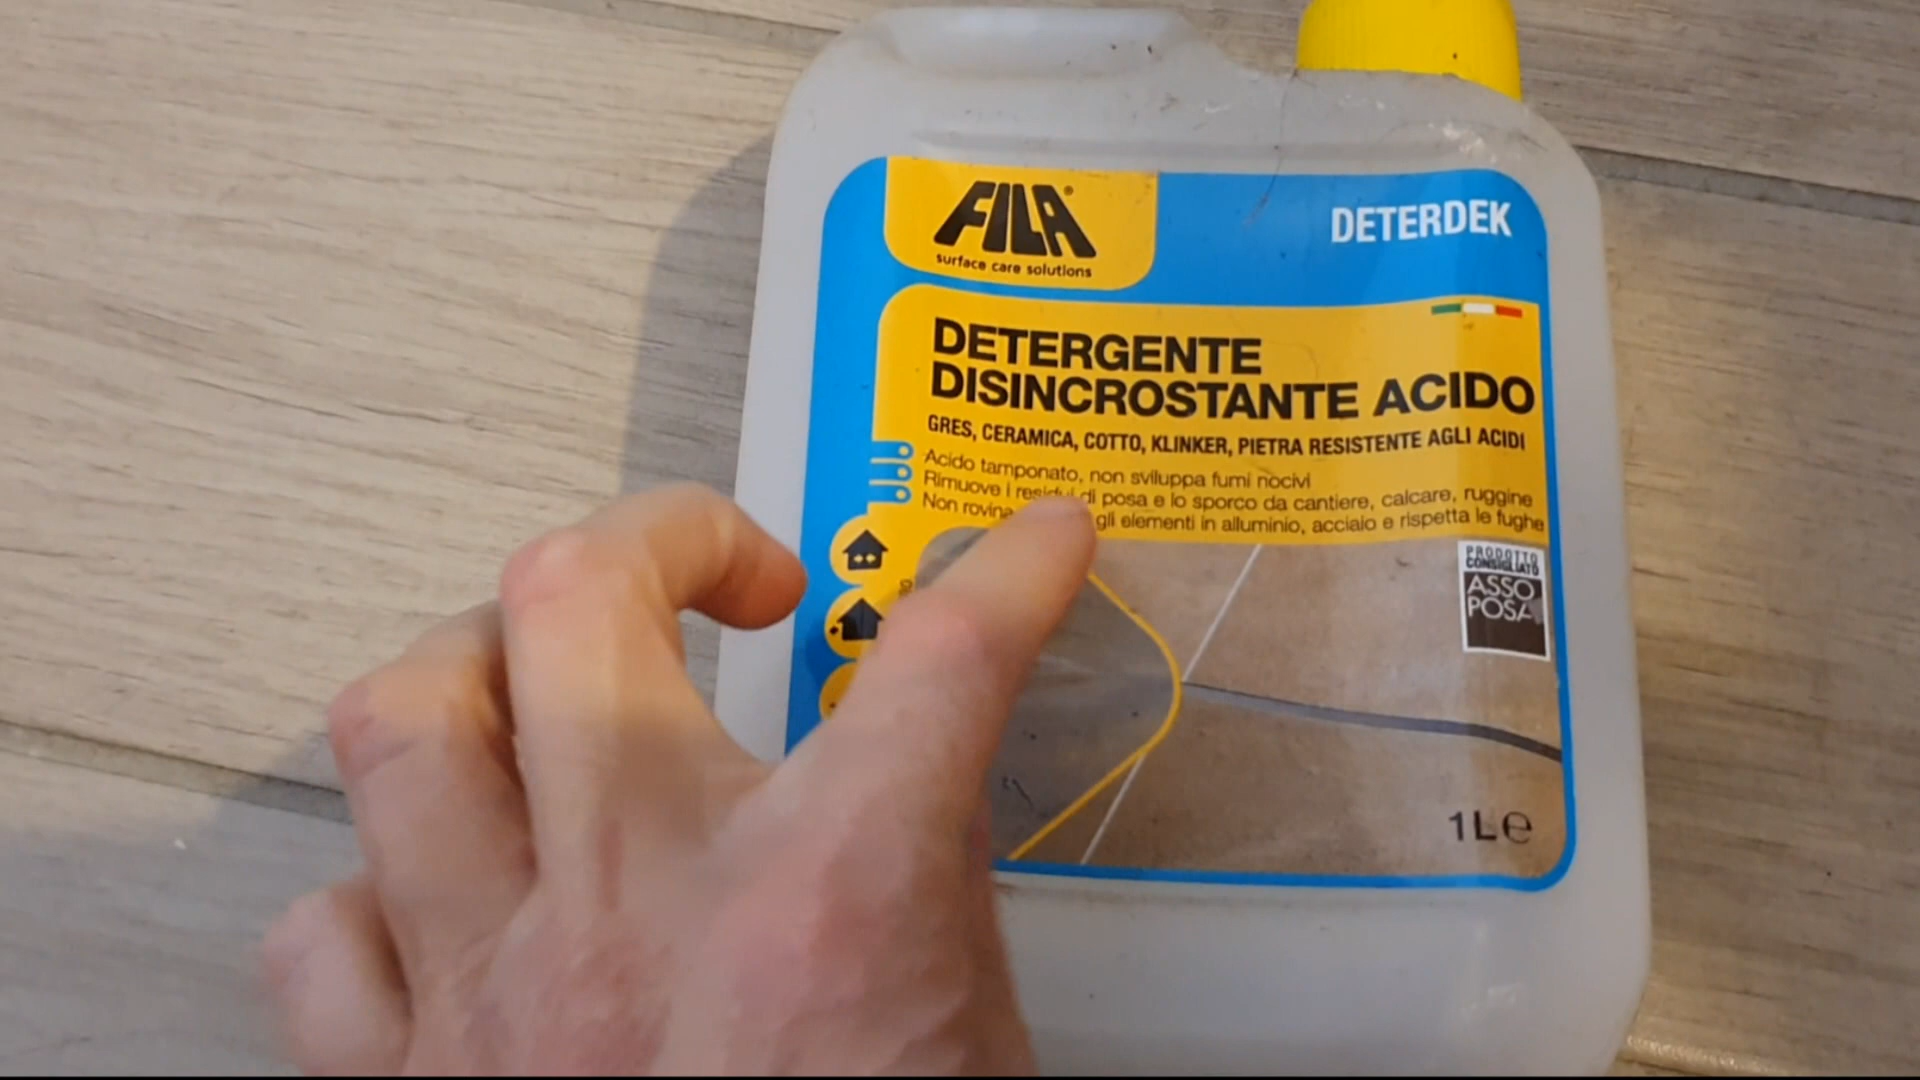 FILA®
surface care solutions
DETERDEK
DETERGENTE
DISINCROSTANTE ACIDO
GRES, CERAMICA, COTTO, KLINKER, PIETRA RESISTENTE AGLI ACIDI
Acido tamponato, non sviluppa fumi nocivi
Rimuove i residui di posa e lo sporco da cantiere, calcare, ruggine
Non rovina gli elementi in alluminio, acciaio e rispetta le fughe
PRODOTTO
CONSIGLIATO
ASSO
POSA
1L℮